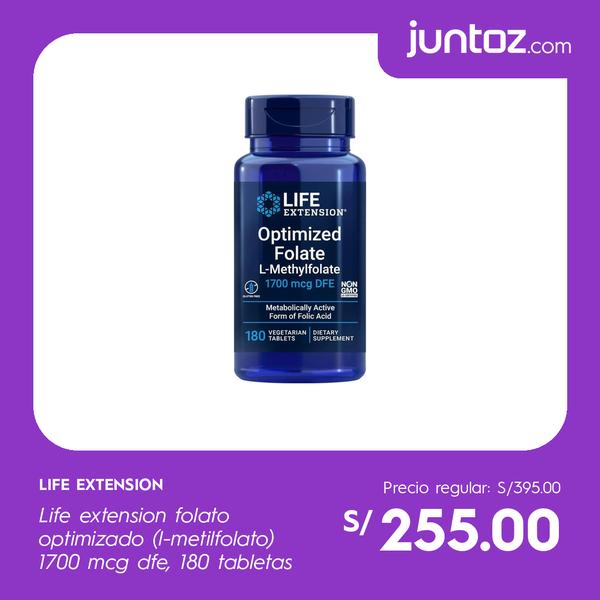 juntoz.com
LIFE
EXTENSION®
Optimized
Folate
L-Methylfolate
1700 mcg DFE
GLUTEN FREE
NON
GMO
Metabolically Active
Form of Folic Acid
180 VEGETARIAN TABLETS
DIETARY SUPPLEMENT
LIFE EXTENSION
Life extension folato
optimizado (l-metilfolato)
1700 mcg dfe, 180 tabletas
Precio regular: S/395.00
S/ 255.00